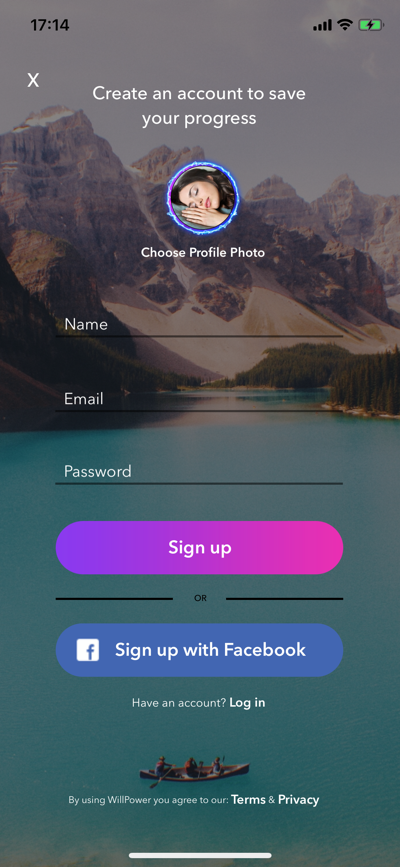 17:14
X
Create an account to save
your progress
Choose Profile Photo
Name
Email
Password
Sign up
OR
Sign up with Facebook
Have an account? Log in
By using WillPower you agree to our: Terms & Privacy